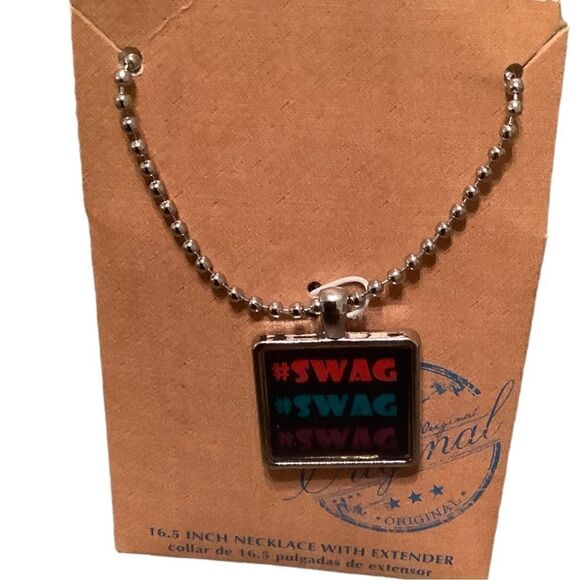 #SWAG
#SWAG
#SWAG
Original
ORIGINAL
16.5 INCH NECKLACE WITH EXTENDER
collar de 16.5 pulgadas de extensor